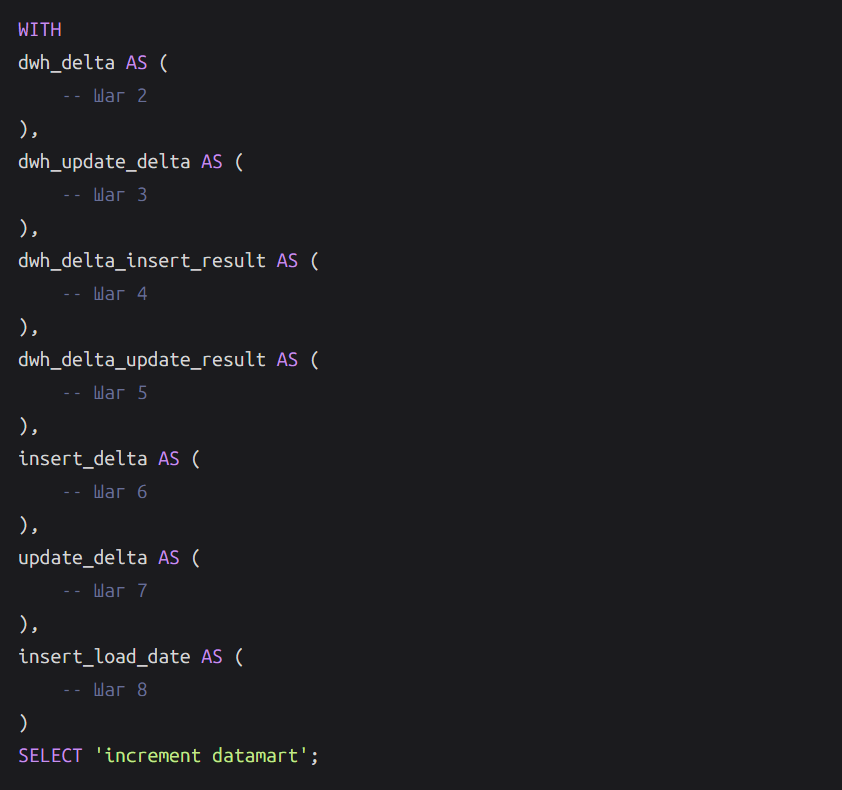 WITH
dwh_delta AS (
    -- Шаг 2
),
dwh_update_delta AS (
    -- Шаг 3
),
dwh_delta_insert_result AS (
    -- Шаг 4
),
dwh_delta_update_result AS (
    -- Шаг 5
),
insert_delta AS (
    -- Шаг 6
),
update_delta AS (
    -- Шаг 7
),
insert_load_date AS (
    -- Шаг 8
)
SELECT 'increment datamart';